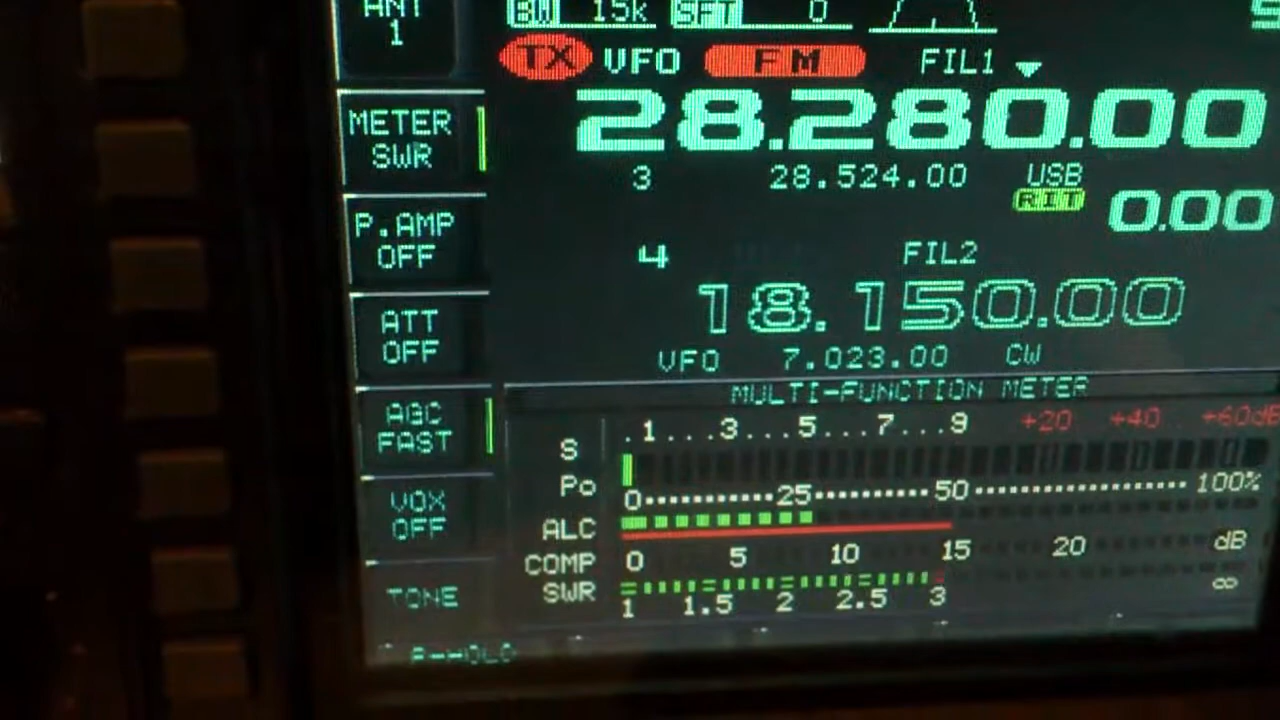 ANT
1
BW 15k SFT 0
TX VFO FM FIL1
28.280.00
METER
SWR
3 28.524.00 USB
RIT 0.00
P.AMP
OFF
4 FIL2
18.150.00
ATT
OFF
VFO 7.023.00 CW
MULTI-FUNCTION METER
AGC
FAST
S .1...3...5...7...9 +20 +40 +60dB
Po 0 25 50 100%
VOX
OFF
ALC
COMP 0 5 10 15 20 dB
TONE
SWR 1 1.5 2 2.5 3 ∞